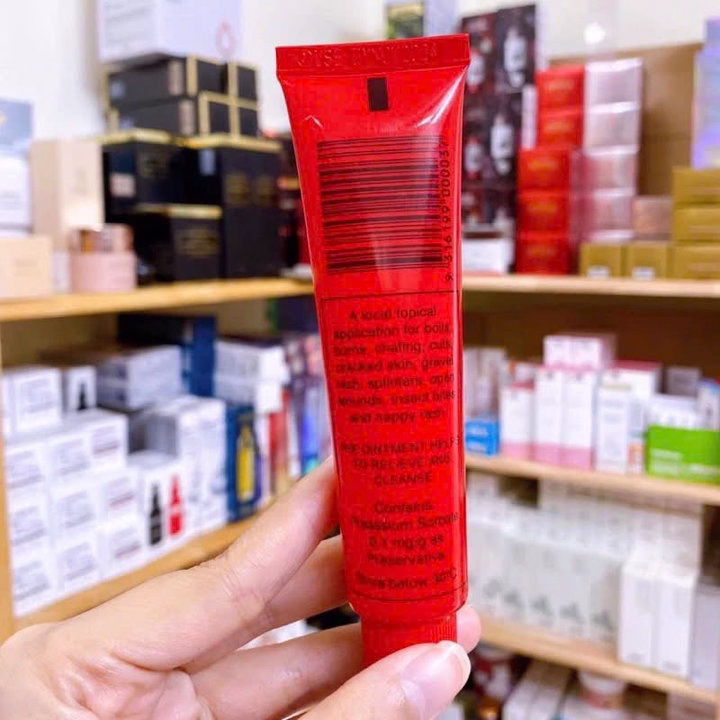 A local topical
application for boils,
burns, chafing, cuts,
cracked skin, gravel
rash, splinters, open
wounds, insect bites
and nappy rash.
THE OINTMENT HELPS
TO RELIEVE AND
CLEANSE
Contains:
Potassium Sorbate
0.1 mg/g as
Preservative
Store below 30°C